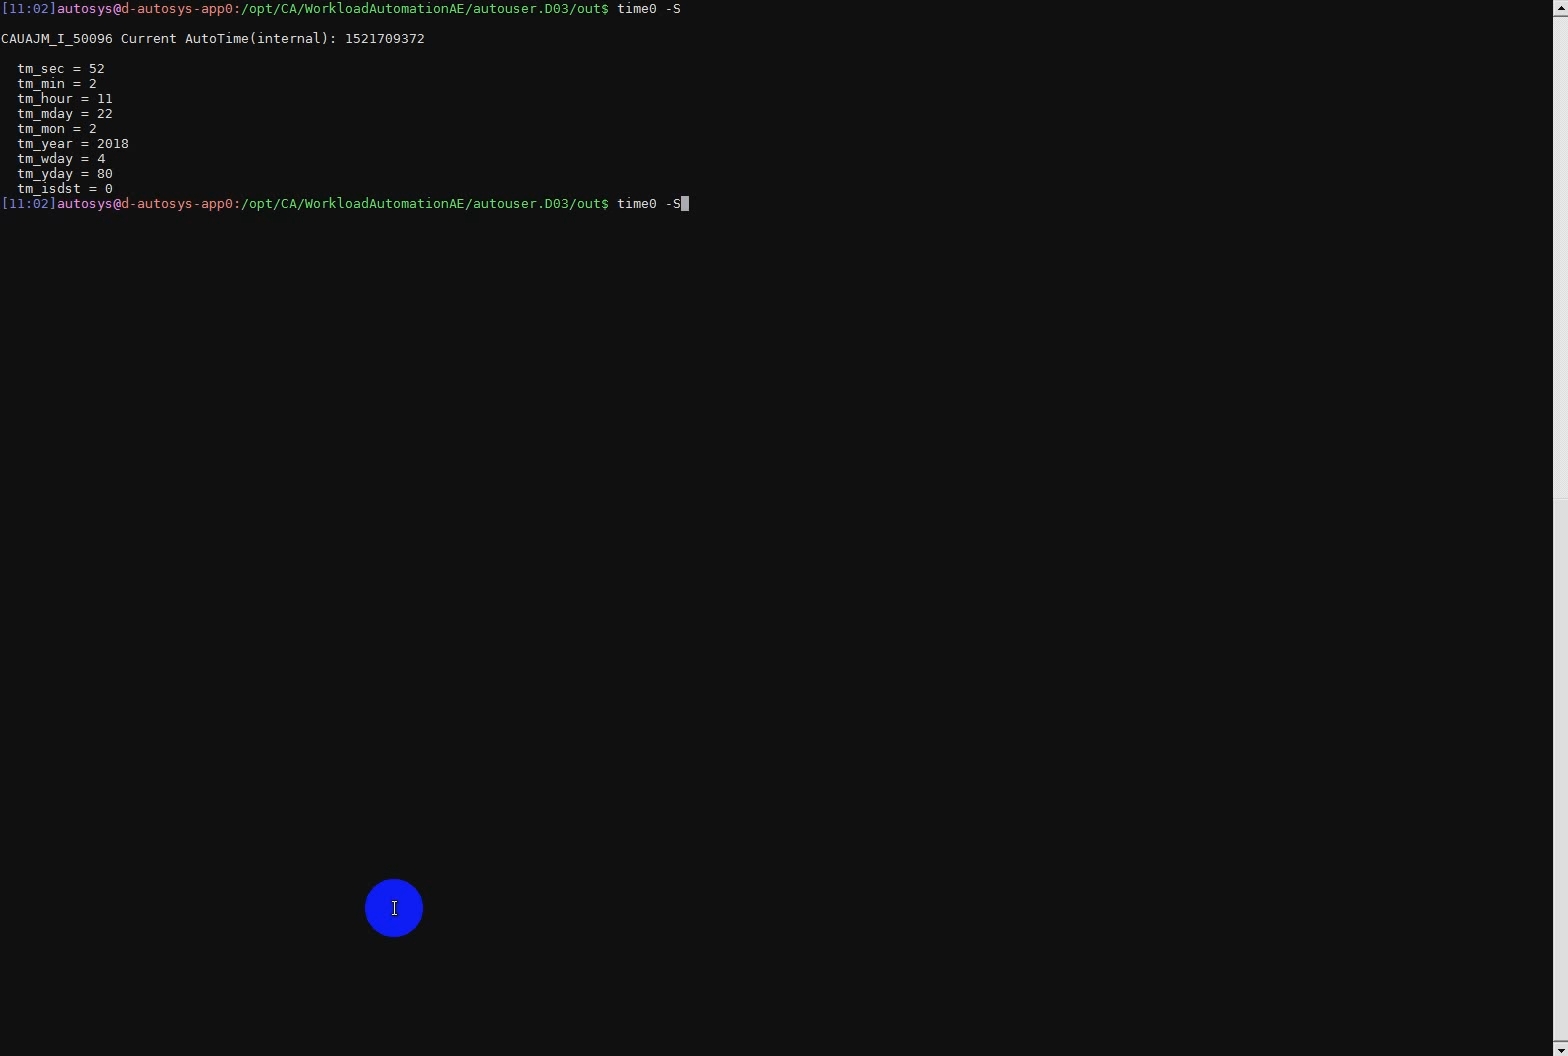 [11:02]autosys@d-autosys-app0:/opt/CA/WorkloadAutomationAE/autouser.D03/out$ time0 -S
CAUAJM_I_50096 Current AutoTime(internal): 1521709372
tm_sec = 52
tm_min = 2
tm_hour = 11
tm_mday = 22
tm_mon = 2
tm_year = 2018
tm_wday = 4
tm_yday = 80
tm_isdst = 0
[11:02]autosys@d-autosys-app0:/opt/CA/WorkloadAutomationAE/autouser.D03/out$ time0 -S